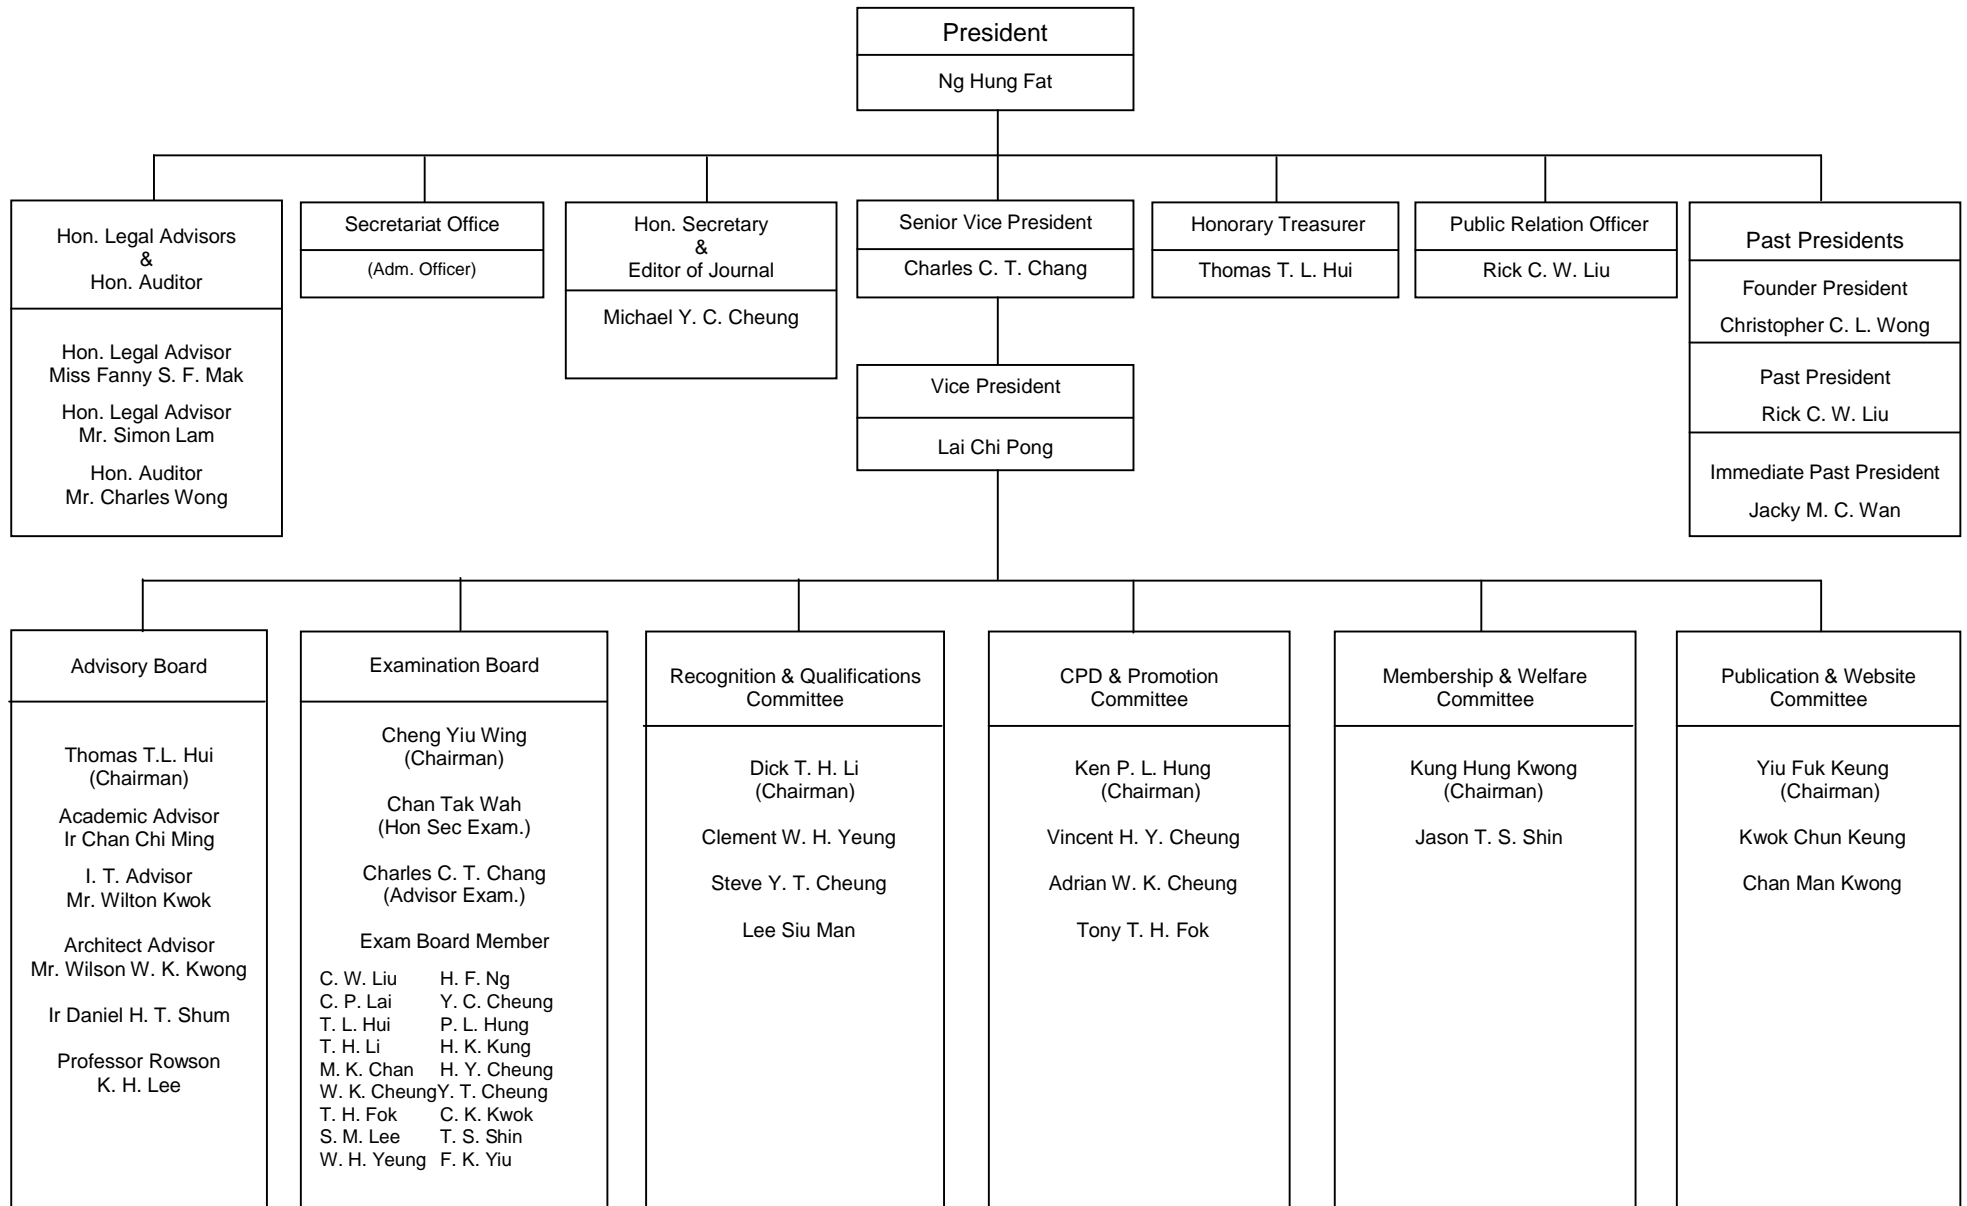 President
Ng Hung Fat
Hon. Legal Advisors
&
Hon. Auditor
Hon. Legal Advisor
Miss Fanny S. F. Mak
Hon. Legal Advisor
Mr. Simon Lam
Hon. Auditor
Mr. Charles Wong
Secretariat Office
(Adm. Officer)
Hon. Secretary
&
Editor of Journal
Michael Y. C. Cheung
Senior Vice President
Charles C. T. Chang
Vice President
Lai Chi Pong
Honorary Treasurer
Thomas T. L. Hui
Public Relation Officer
Rick C. W. Liu
Past Presidents
Founder President
Christopher C. L. Wong
Past President
Rick C. W. Liu
Immediate Past President
Jacky M. C. Wan
Advisory Board
Thomas T.L. Hui
(Chairman)
Academic Advisor
Ir Chan Chi Ming
I. T. Advisor
Mr. Wilton Kwok
Architect Advisor
Mr. Wilson W. K. Kwong
Ir Daniel H. T. Shum
Professor Rowson
K. H. Lee
Examination Board
Cheng Yiu Wing
(Chairman)
Chan Tak Wah
(Hon Sec Exam.)
Charles C. T. Chang
(Advisor Exam.)
Exam Board Member
C. W. Liu H. F. Ng
C. P. Lai Y. C. Cheung
T. L. Hui P. L. Hung
T. H. Li H. K. Kung
M. K. Chan H. Y. Cheung
W. K. Cheung Y. T. Cheung
T. H. Fok C. K. Kwok
S. M. Lee T. S. Shin
W. H. Yeung F. K. Yiu
Recognition & Qualifications
Committee
Dick T. H. Li
(Chairman)
Clement W. H. Yeung
Steve Y. T. Cheung
Lee Siu Man
CPD & Promotion
Committee
Ken P. L. Hung
(Chairman)
Vincent H. Y. Cheung
Adrian W. K. Cheung
Tony T. H. Fok
Membership & Welfare
Committee
Kung Hung Kwong
(Chairman)
Jason T. S. Shin
Publication & Website
Committee
Yiu Fuk Keung
(Chairman)
Kwok Chun Keung
Chan Man Kwong